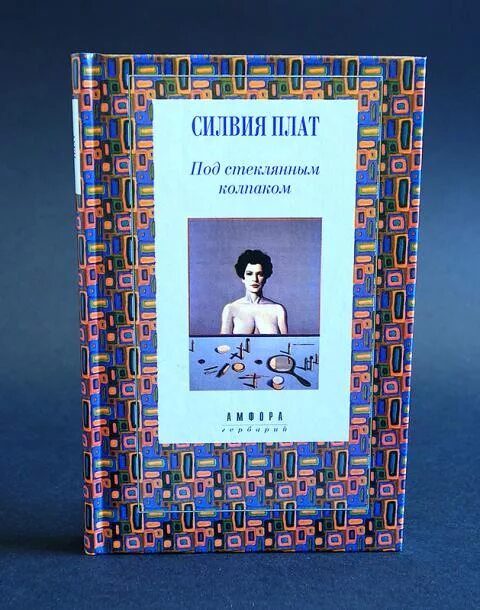 СИЛВИЯ ПЛАТ
Под стеклянным
колпаком
АМФОРА
гербарий